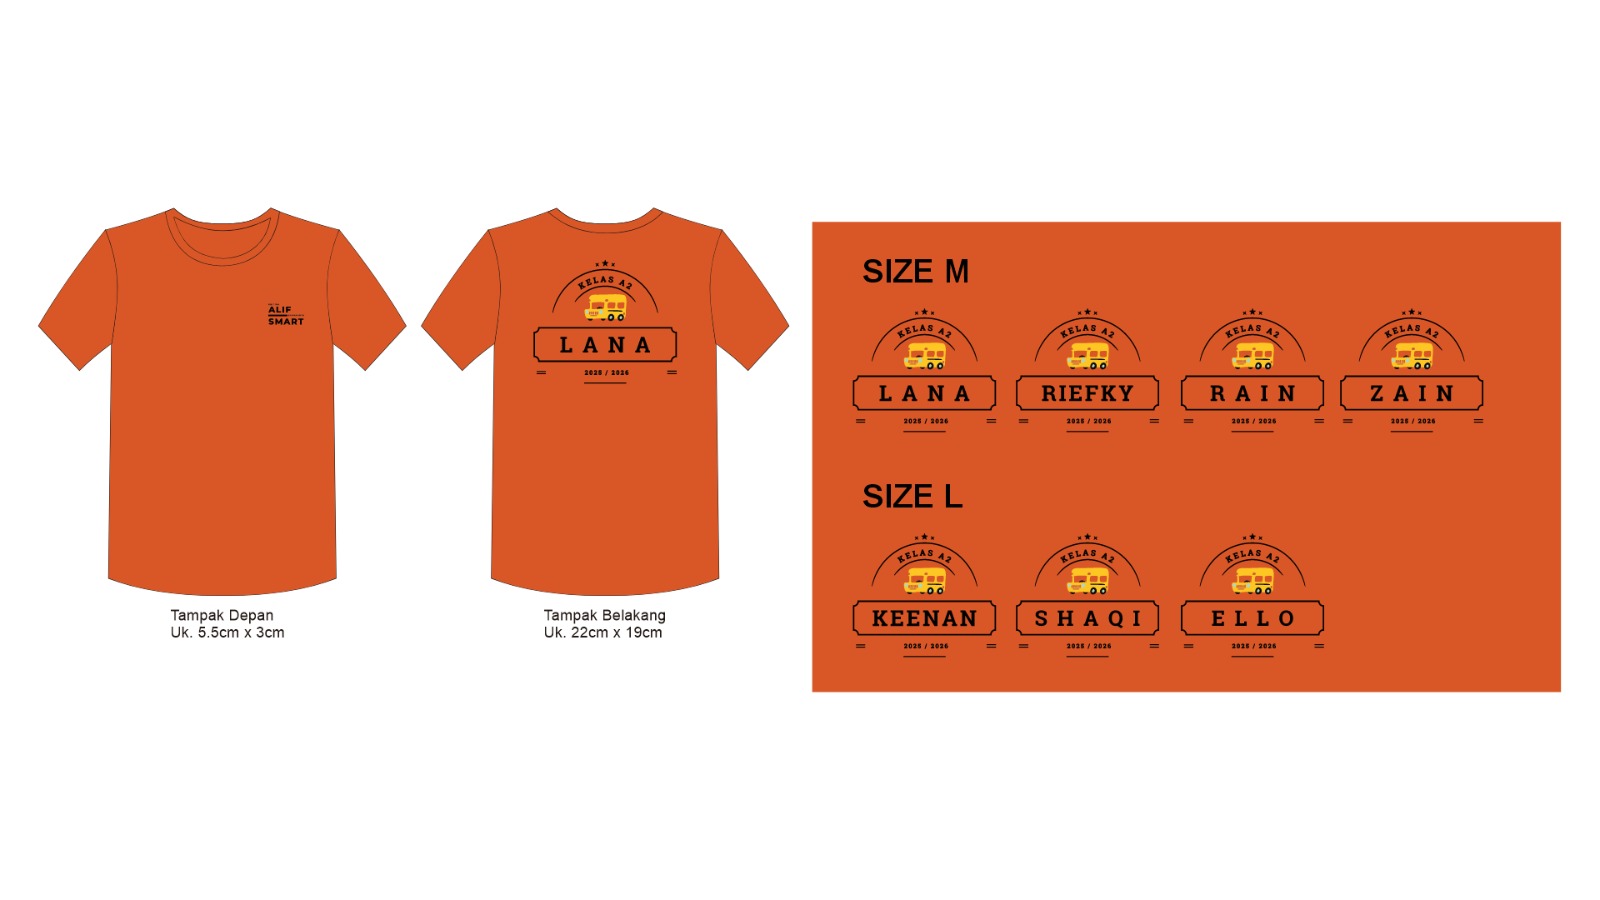 ALIF
SMART
Tampak Depan
Uk. 5.5cm x 3cm
KELAS A2
LANA
2025 / 2026
Tampak Belakang
Uk. 22cm x 19cm
SIZE M
KELAS A2
LANA
2025 / 2026
KELAS A2
RIEFKY
2025 / 2026
KELAS A2
RAIN
2025 / 2026
KELAS A2
ZAIN
2025 / 2026
SIZE L
KELAS A2
KEENAN
2025 / 2026
KELAS A2
SHAQI
2025 / 2026
KELAS A2
ELLO
2025 / 2026